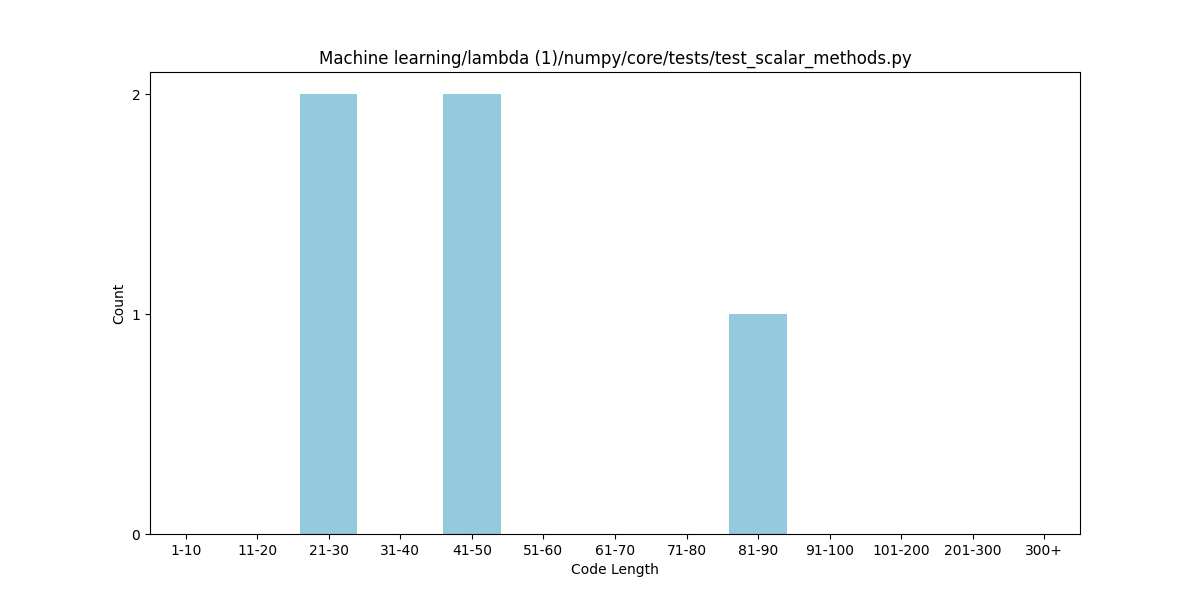 Machine learning/lambda (1)/numpy/core/tests/test_scalar_methods.py
2
1
0
Count
1-10 11-20 21-30 31-40 41-50 51-60 61-70 71-80 81-90 91-100 101-200 201-300 300+
Code Length